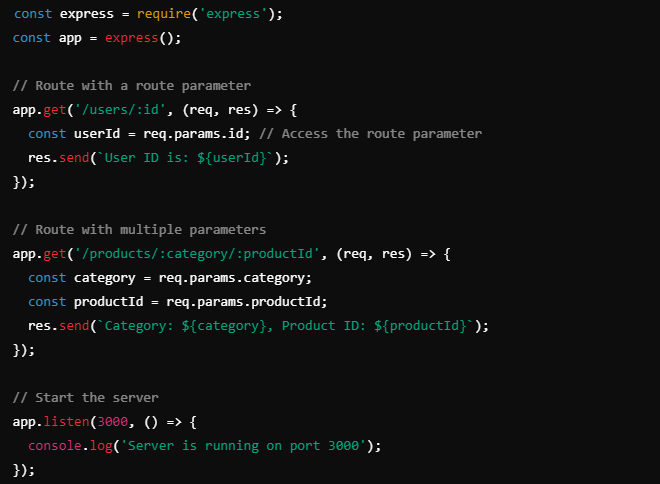 const express = require('express');
const app = express();
// Route with a route parameter
app.get('/users/:id', (req, res) => {
  const userId = req.params.id; // Access the route parameter
  res.send(`User ID is: ${userId}`);
});
// Route with multiple parameters
app.get('/products/:category/:productId', (req, res) => {
  const category = req.params.category;
  const productId = req.params.productId;
  res.send(`Category: ${category}, Product ID: ${productId}`);
});
// Start the server
app.listen(3000, () => {
  console.log('Server is running on port 3000');
});